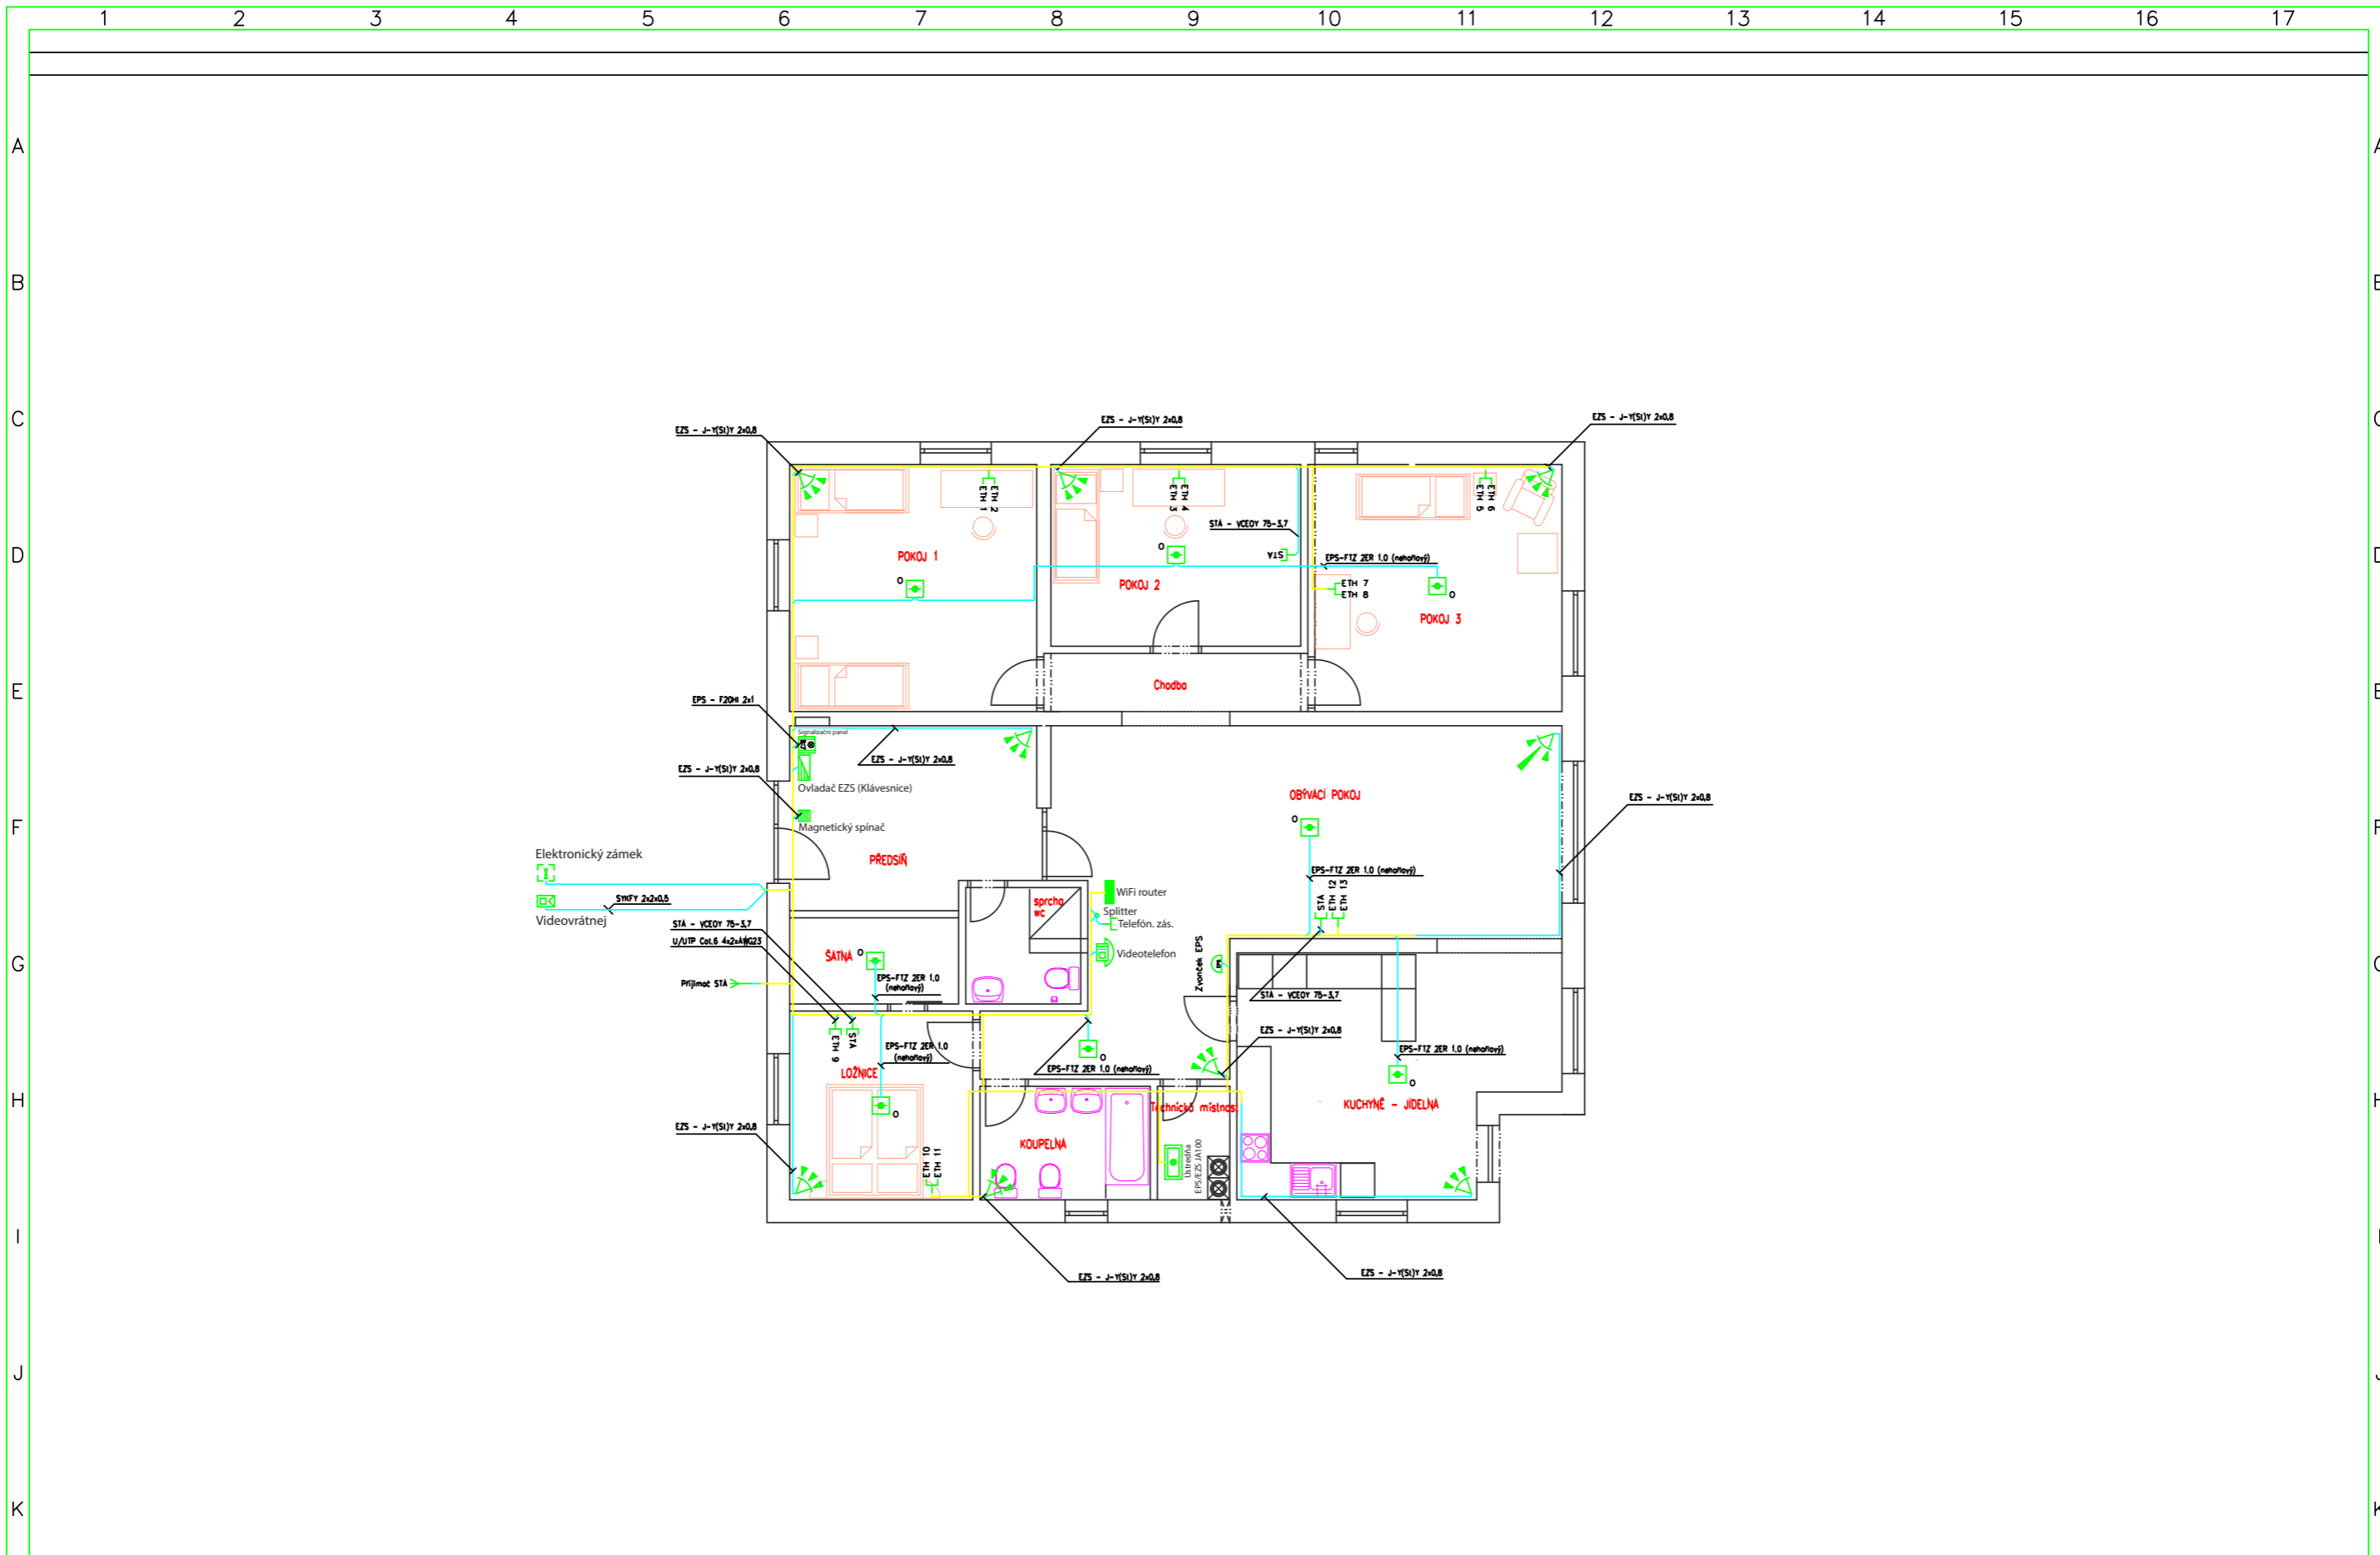 1 2 3 4 5 6 7 8 9 10 11 12 13 14 15 16 17
A
B
C
D
E
F
G
H
I
J
K
EZS - J-Y(St)Y 2x0,8
EZS - J-Y(St)Y 2x0,8
EZS - J-Y(St)Y 2x0,8
ETH 1
ETH 2
ETH 3
ETH 4
ETH 5
ETH 6
STA - VCEOY 75-3,7
STA
POKOJ 1
O
POKOJ 2
O
EPS-FTZ 2ER 1.0 (nehořlavý)
ETH 7
ETH 8
O
POKOJ 3
Chodba
EPS - F20HI 2x1
Signalizační panel
EZS - J-Y(St)Y 2x0,8
EZS - J-Y(St)Y 2x0,8
Ovladač EZS (Klávesnice)
Magnetický spínač
PŘEDSÍŇ
OBÝVACÍ POKOJ
O
EZS - J-Y(St)Y 2x0,8
Elektronický zámek
SYKFY 2x2x0,5
Videovrátnej
EPS-FTZ 2ER 1.0 (nehořlavý)
STA
ETH 12
ETH 13
WiFi router
Splitter
Telefón. zás.
Videotelefon
sprcha
wc
STA - VCEOY 75-3,7
U/UTP Cat.6 4x2xAWG23
Přijímač STA
ŠATNA
O
EPS-FTZ 2ER 1.0
(nehořlavý)
Zvonček EPS
STA - VCEOY 75-3,7
EZS - J-Y(St)Y 2x0,8
ETH 9
STA
EPS-FTZ 2ER 1.0
(nehořlavý)
LOŽNICE
O
O
EPS-FTZ 2ER 1.0 (nehořlavý)
EPS-FTZ 2ER 1.0 (nehořlavý)
O
Technická místnost
KUCHYNĚ - JÍDELNA
EZS - J-Y(St)Y 2x0,8
KOUPELNA
ETH 10
ETH 11
Ústredňa
EPS/EZS JA100
EZS - J-Y(St)Y 2x0,8
EZS - J-Y(St)Y 2x0,8